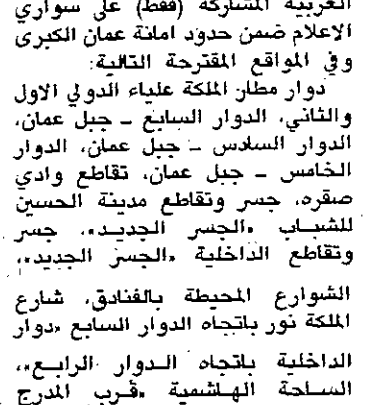 العربية المشاركة (فقط) على سواري
الاعلام ضمن حدود امانة عمان الكبرى
وفي المواقع المقترحة التالية:
دوار مطار الملكة علياء الدولي الاول
والثاني، الدوار السابع ـ جبل عمان،
الدوار السادس ـ جبل عمان، الدوار
الخامس ـ جبل عمان، تقاطع وادي
صقره، جسر وتقاطع مدينة الحسين
للشباب «الجسر الجديد»، جسر
وتقاطع الداخلية «الجسر الجديد»،
الشوارع المحيطة بالفنادق، شارع
الملكة نور باتجاه الدوار السابع «دوار
الداخلية باتجاه الدوار الرابع»،
الساحة الهاشمية «قرب المدرج